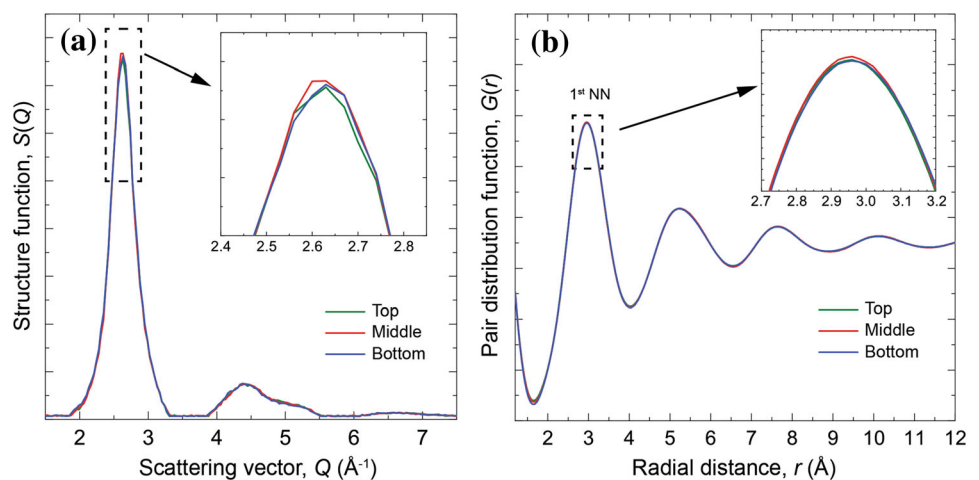 (a)
Structure function, S(Q)
2.4 2.5 2.6 2.7 2.8
Top
Middle
Bottom
2 3 4 5 6 7
Scattering vector, Q (Å⁻¹)
(b)
Pair distribution function, G(r)
1st NN
2.7 2.8 2.9 3.0 3.1 3.2
Top
Middle
Bottom
2 3 4 5 6 7 8 9 10 11 12
Radial distance, r (Å)